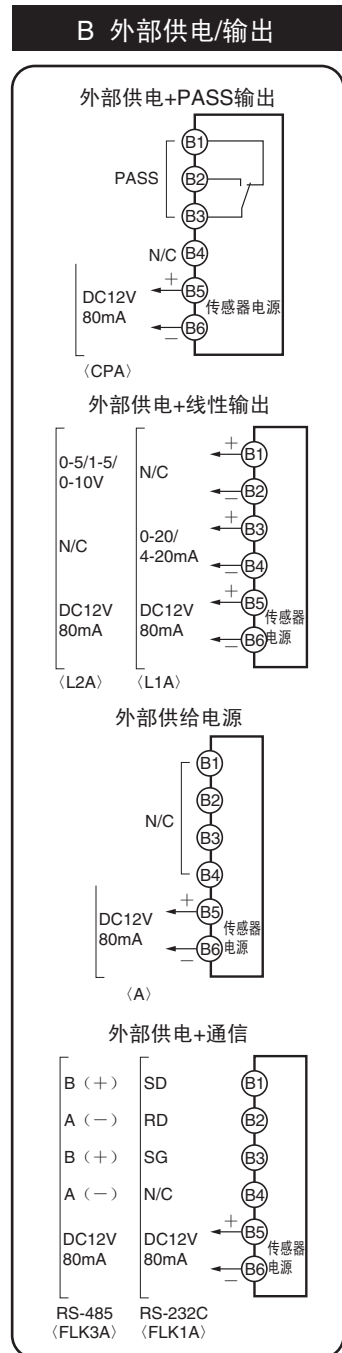 B 外部供电/输出
外部供电+PASS输出
B1
PASS
B2
B3
N/C
B4
+
B5
DC12V
80mA
传感器电源
B6
−
〈CPA〉
外部供电+线性输出
0-5/1-5/
0-10V
N/C
+
B1
−
B2
N/C
0-20/
4-20mA
+
B3
−
B4
DC12V
80mA
DC12V
80mA
+
B5
−
B6
传感器
电源
〈L2A〉 〈L1A〉
外部供给电源
B1
B2
N/C
B3
B4
DC12V
80mA
+
B5
−
B6
传感器
电源
〈A〉
外部供电+通信
B（＋） SD B1
A（－） RD B2
B（＋） SG B3
A（－） N/C B4
DC12V
80mA
DC12V
80mA
+
B5
−
B6
传感器
电源
RS-485 RS-232C
〈FLK3A〉 〈FLK1A〉